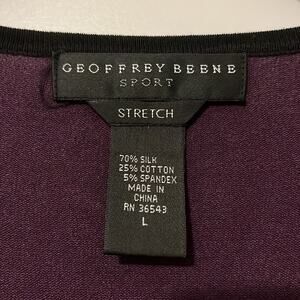 GEOFFREY BEENE
SPORT
STRETCH
70% SILK
25% COTTON
5% SPANDEX
MADE IN
CHINA
RN 36543
L